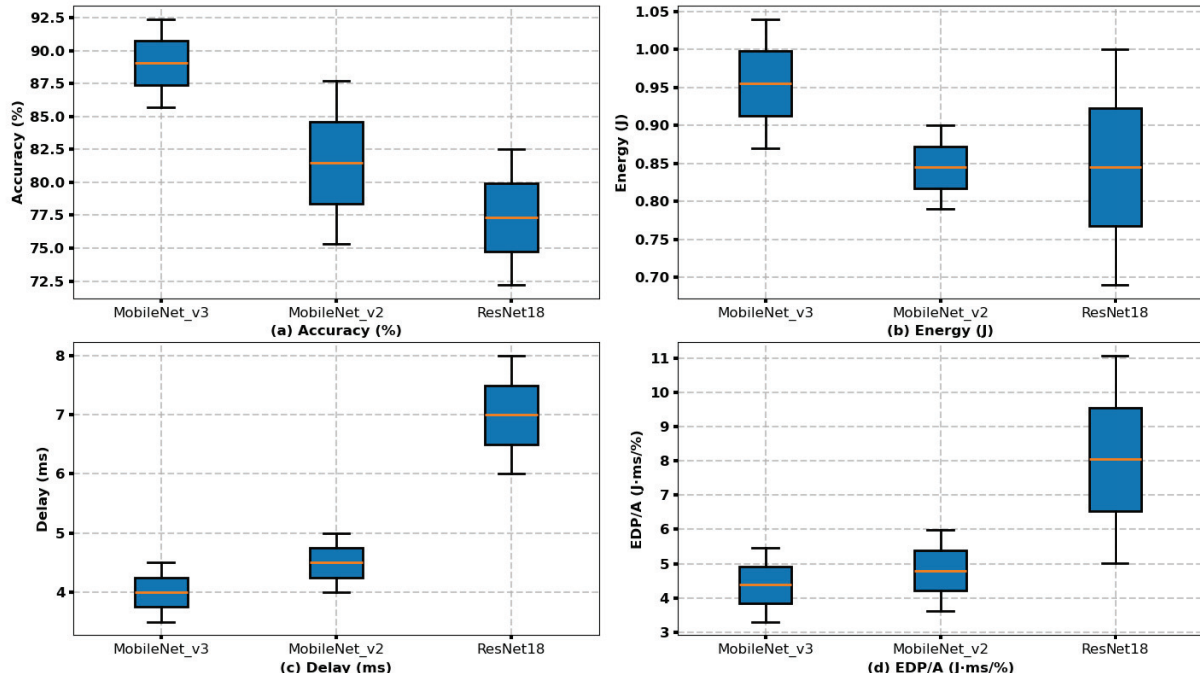 92.5
90.0
87.5
85.0
82.5
80.0
77.5
75.0
72.5
Accuracy (%)
MobileNet_v3 MobileNet_v2 ResNet18
(a) Accuracy (%)
1.05
1.00
0.95
0.90
0.85
0.80
0.75
0.70
Energy (J)
MobileNet_v3 MobileNet_v2 ResNet18
(b) Energy (J)
8
7
6
5
4
Delay (ms)
MobileNet_v3 MobileNet_v2 ResNet18
(c) Delay (ms)
11
10
9
8
7
6
5
4
3
EDP/A (J·ms/%)
MobileNet_v3 MobileNet_v2 ResNet18
(d) EDP/A (J·ms/%)